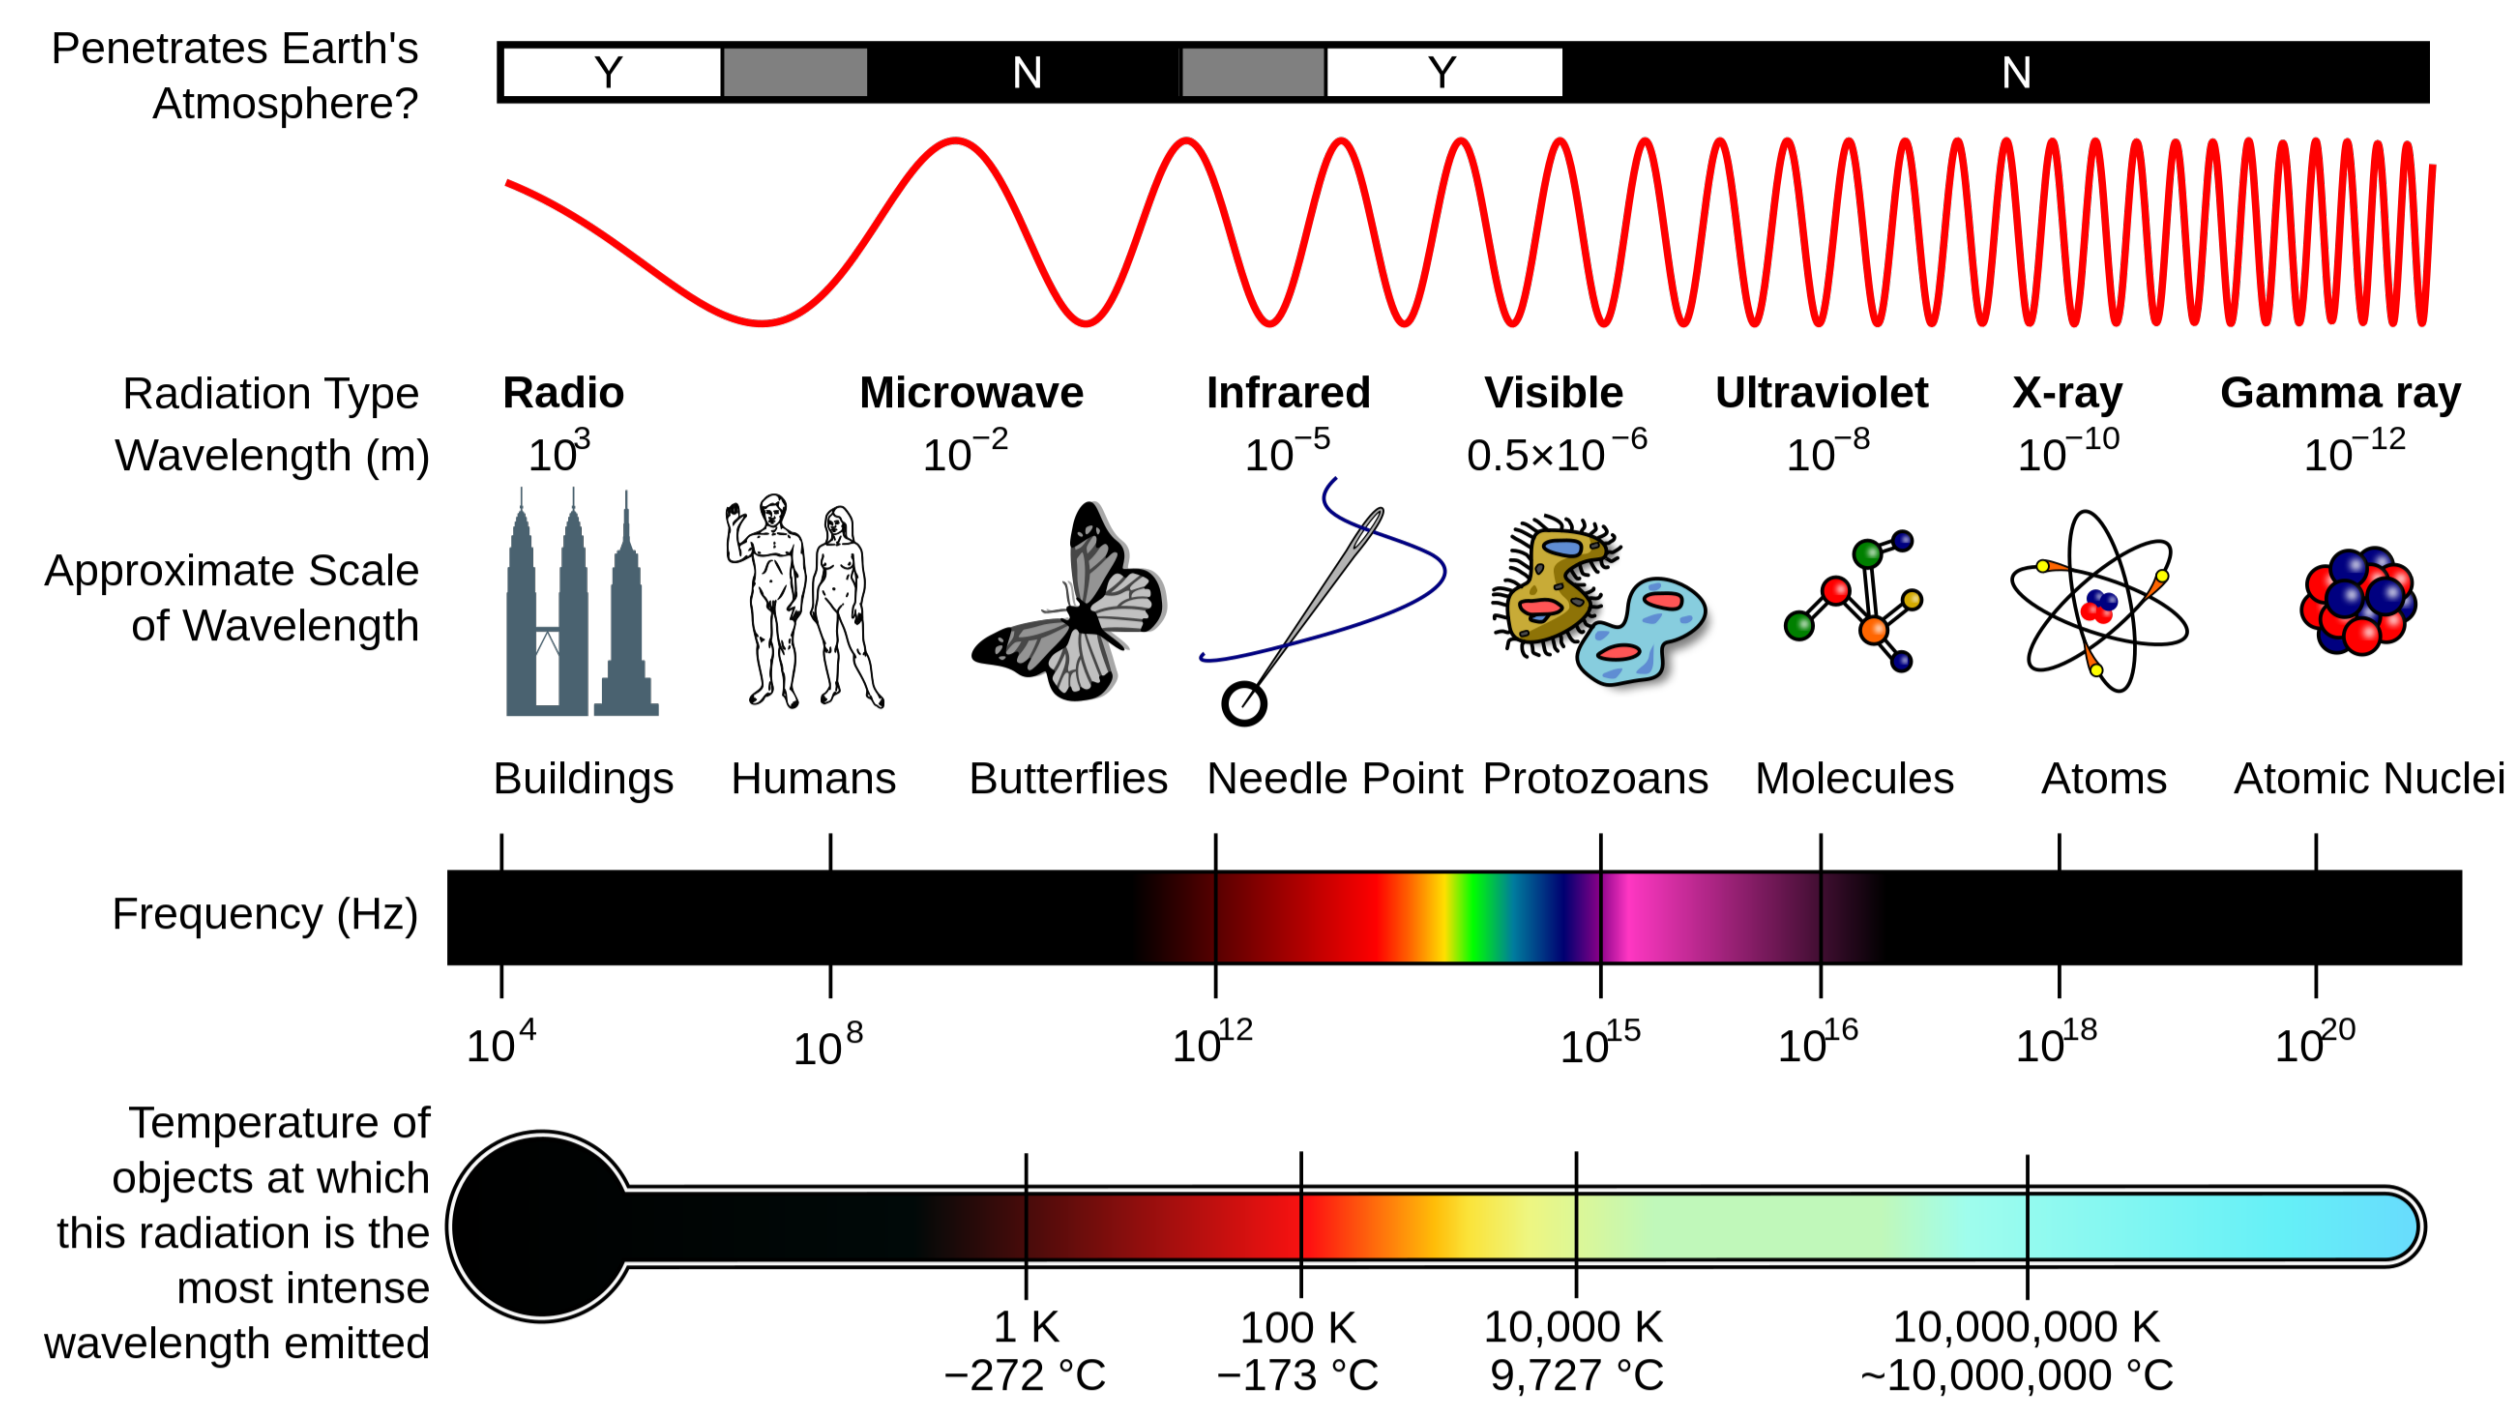 Penetrates Earth's
Atmosphere?
Y N Y N
Radiation Type Radio Microwave Infrared Visible Ultraviolet X-ray Gamma ray
Wavelength (m) 10³ 10⁻² 10⁻⁵ 0.5×10⁻⁶ 10⁻⁸ 10⁻¹⁰ 10⁻¹²
Approximate Scale
of Wavelength
Buildings Humans Butterflies Needle Point Protozoans Molecules Atoms Atomic Nuclei
Frequency (Hz)
10⁴ 10⁸ 10¹² 10¹⁵ 10¹⁶ 10¹⁸ 10²⁰
Temperature of
objects at which
this radiation is the
most intense
wavelength emitted
1 K 100 K 10,000 K 10,000,000 K
−272 °C −173 °C 9,727 °C ~10,000,000 °C